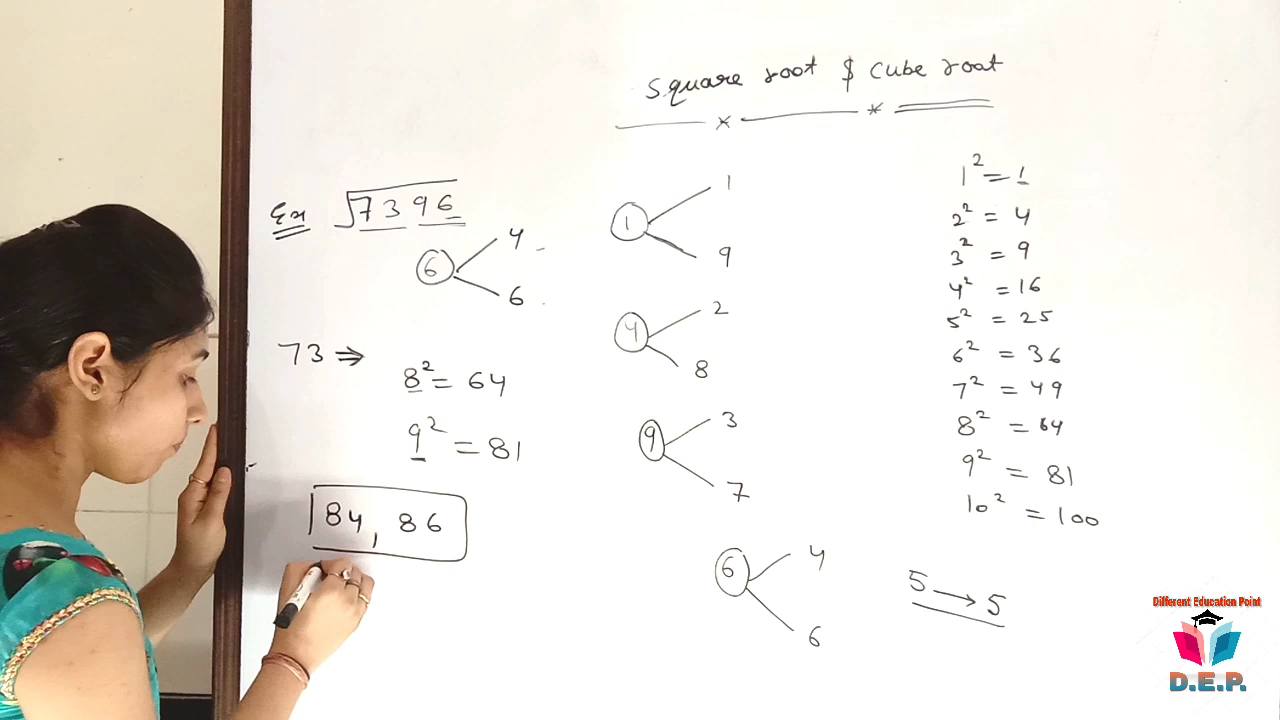 Square root & Cube root
Ex √7396
6 4
6
73 ⇒
8² = 64
9² = 81
84, 86
1 1
9
4 2
8
9 3
7
6 4
6
1² = 1
2² = 4
3² = 9
4² = 16
5² = 25
6² = 36
7² = 49
8² = 64
9² = 81
10² = 100
5 → 5
Different Education Point
D.E.P.